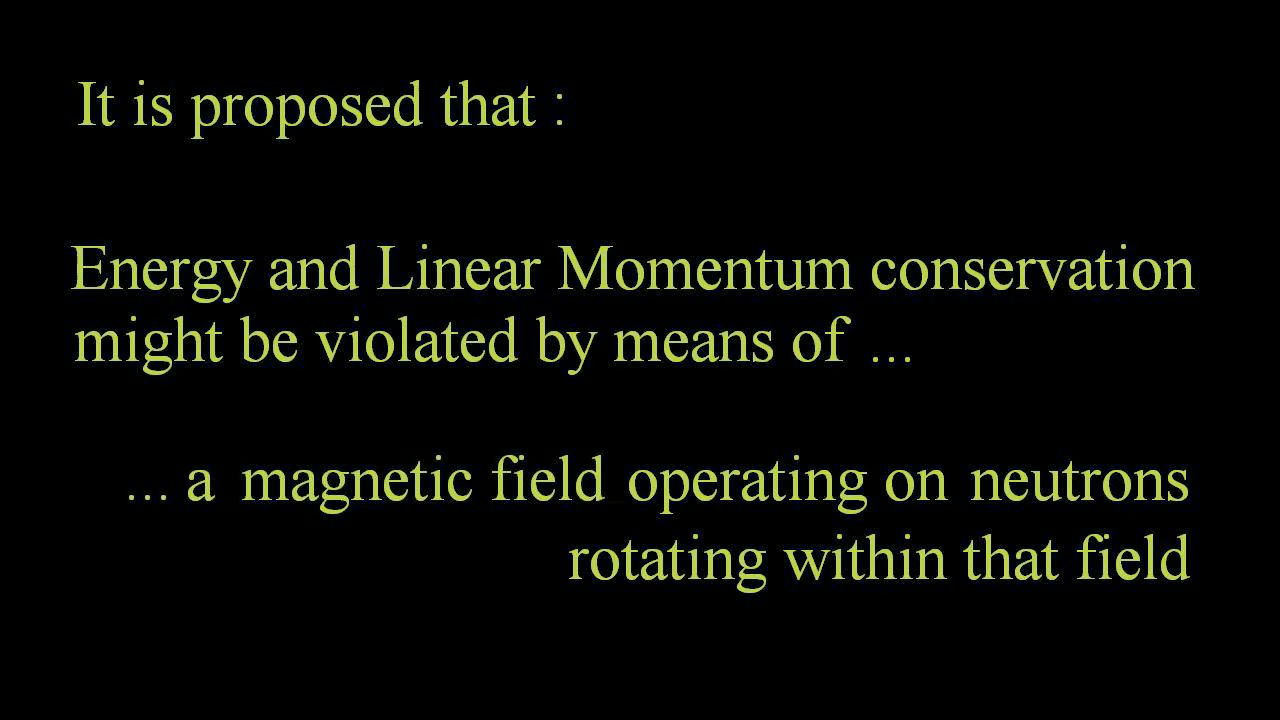 It is proposed that :
Energy and Linear Momentum conservation
might be violated by means of ...
... a magnetic field operating on neutrons
rotating within that field